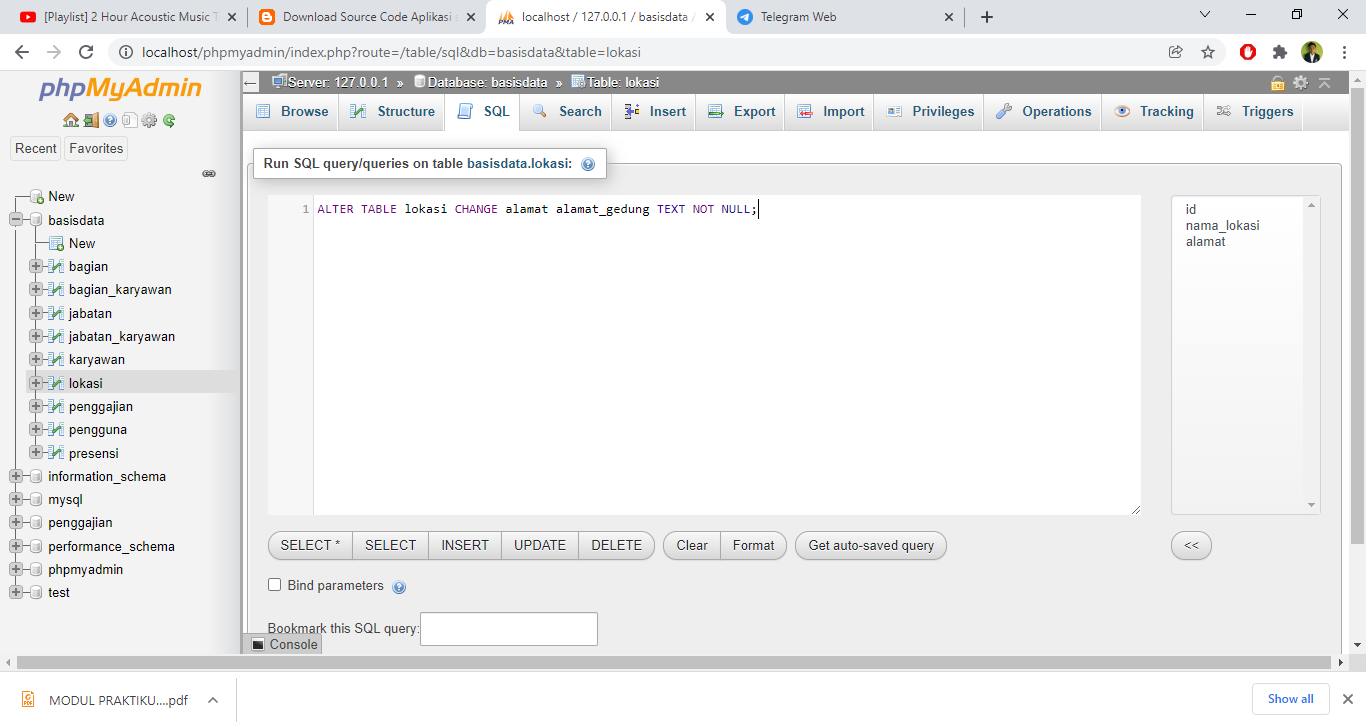 [Playlist] 2 Hour Acoustic Music T
Download Source Code Aplikasi s
localhost / 127.0.0.1 / basisdata /
Telegram Web
localhost/phpmyadmin/index.php?route=/table/sql&db=basisdata&table=lokasi
phpMyAdmin
Recent Favorites
New
basisdata
New
bagian
bagian_karyawan
jabatan
jabatan_karyawan
karyawan
lokasi
penggajian
pengguna
presensi
information_schema
mysql
penggajian
performance_schema
phpmyadmin
test
Server: 127.0.0.1 » Database: basisdata » Table: lokasi
Browse Structure SQL Search Insert Export Import Privileges Operations Tracking Triggers
Run SQL query/queries on table basisdata.lokasi:
1 ALTER TABLE lokasi CHANGE alamat alamat_gedung TEXT NOT NULL;
id
nama_lokasi
alamat
SELECT * SELECT INSERT UPDATE DELETE Clear Format Get auto-saved query <<
Bind parameters
Bookmark this SQL query:
Console
MODUL PRAKTIKU....pdf
Show all